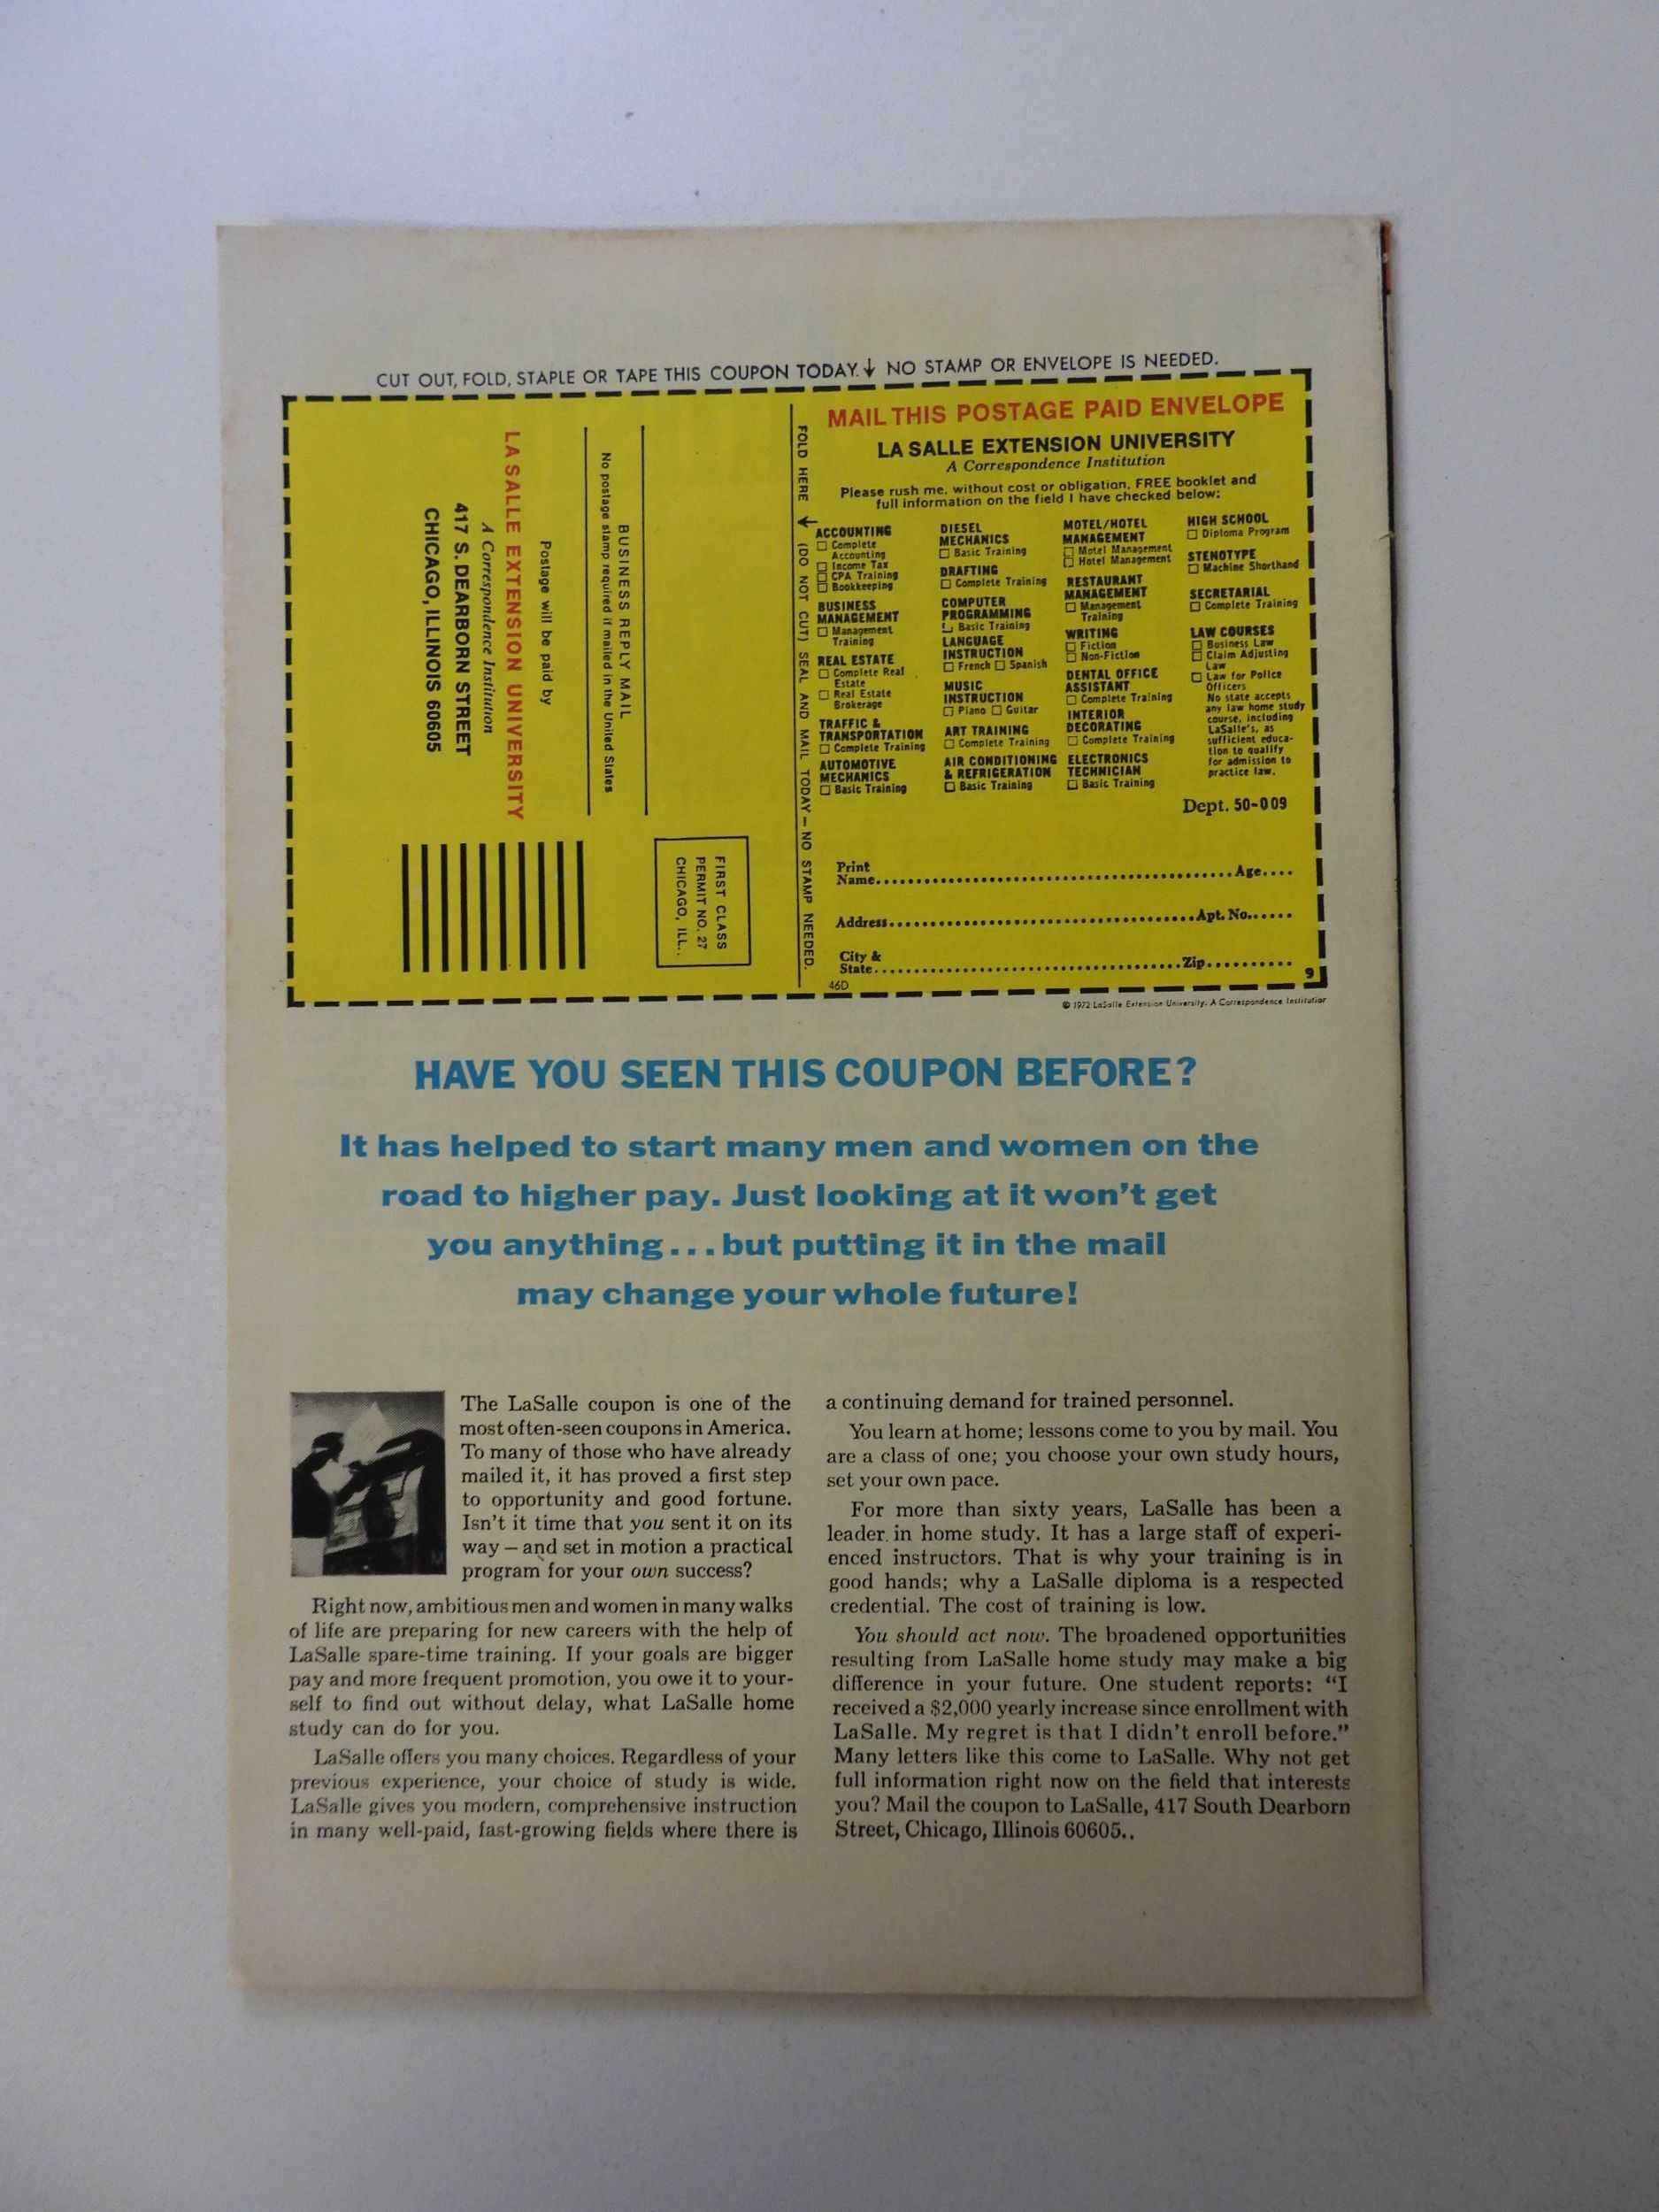 CUT OUT, FOLD, STAPLE OR TAPE THIS COUPON TODAY. ↓ NO STAMP OR ENVELOPE IS NEEDED.
BUSINESS REPLY MAIL
No postage stamp required if mailed in the United States
Postage will be paid by
LA SALLE EXTENSION UNIVERSITY
A Correspondence Institution
417 S. DEARBORN STREET
CHICAGO, ILLINOIS 60605
FIRST CLASS
PERMIT NO. 27
CHICAGO, ILL..
FOLD HERE ↓ (DO NOT CUT) SEAL AND MAIL TODAY — NO STAMP NEEDED.
MAIL THIS POSTAGE PAID ENVELOPE
LA SALLE EXTENSION UNIVERSITY
A Correspondence Institution
Please rush me, without cost or obligation, FREE booklet and
full information on the field I have checked below:
ACCOUNTING
☐ Complete
Accounting
☐ Income Tax
☐ CPA Training
☐ Bookkeeping
BUSINESS
MANAGEMENT
☐ Management
Training
REAL ESTATE
☐ Complete Real
Estate
☐ Real Estate
Brokerage
TRAFFIC &
TRANSPORTATION
☐ Complete Training
AUTOMOTIVE
MECHANICS
☐ Basic Training
DIESEL
MECHANICS
☐ Basic Training
DRAFTING
☐ Complete Training
COMPUTER
PROGRAMMING
☐ Basic Training
LANGUAGE
INSTRUCTION
☐ French ☐ Spanish
MUSIC
INSTRUCTION
☐ Piano ☐ Guitar
ART TRAINING
☐ Complete Training
AIR CONDITIONING
& REFRIGERATION
☐ Basic Training
MOTEL/HOTEL
MANAGEMENT
☐ Motel Management
☐ Hotel Management
RESTAURANT
MANAGEMENT
☐ Management
Training
WRITING
☐ Fiction
☐ Non-Fiction
DENTAL OFFICE
ASSISTANT
☐ Complete Training
INTERIOR
DECORATING
☐ Complete Training
ELECTRONICS
TECHNICIAN
☐ Basic Training
HIGH SCHOOL
☐ Diploma Program
STENOTYPE
☐ Machine Shorthand
SECRETARIAL
☐ Complete Training
LAW COURSES
☐ Business Law
☐ Claim Adjusting
Law
☐ Law for Police
Officers
No state accepts
any law home study
course, including
LaSalle's, as
sufficient educa-
tion to qualify
for admission to
practice law.
Dept. 50-009
Print
Name..........Age....
Address..........Apt. No......
City &
State..........Zip..........
46D
9
© 1972 LaSalle Extension University. A Correspondence Institution
HAVE YOU SEEN THIS COUPON BEFORE?
It has helped to start many men and women on the
road to higher pay. Just looking at it won't get
you anything...but putting it in the mail
may change your whole future!
The LaSalle coupon is one of the
most often-seen coupons in America.
To many of those who have already
mailed it, it has proved a first step
to opportunity and good fortune.
Isn't it time that you sent it on its
way — and set in motion a practical
program for your own success?
Right now, ambitious men and women in many walks
of life are preparing for new careers with the help of
LaSalle spare-time training. If your goals are bigger
pay and more frequent promotion, you owe it to your-
self to find out without delay, what LaSalle home
study can do for you.
LaSalle offers you many choices. Regardless of your
previous experience, your choice of study is wide.
LaSalle gives you modern, comprehensive instruction
in many well-paid, fast-growing fields where there is
a continuing demand for trained personnel.
You learn at home; lessons come to you by mail. You
are a class of one; you choose your own study hours,
set your own pace.
For more than sixty years, LaSalle has been a
leader in home study. It has a large staff of experi-
enced instructors. That is why your training is in
good hands; why a LaSalle diploma is a respected
credential. The cost of training is low.
You should act now. The broadened opportunities
resulting from LaSalle home study may make a big
difference in your future. One student reports: "I
received a $2,000 yearly increase since enrollment with
LaSalle. My regret is that I didn't enroll before."
Many letters like this come to LaSalle. Why not get
full information right now on the field that interests
you? Mail the coupon to LaSalle, 417 South Dearborn
Street, Chicago, Illinois 60605..